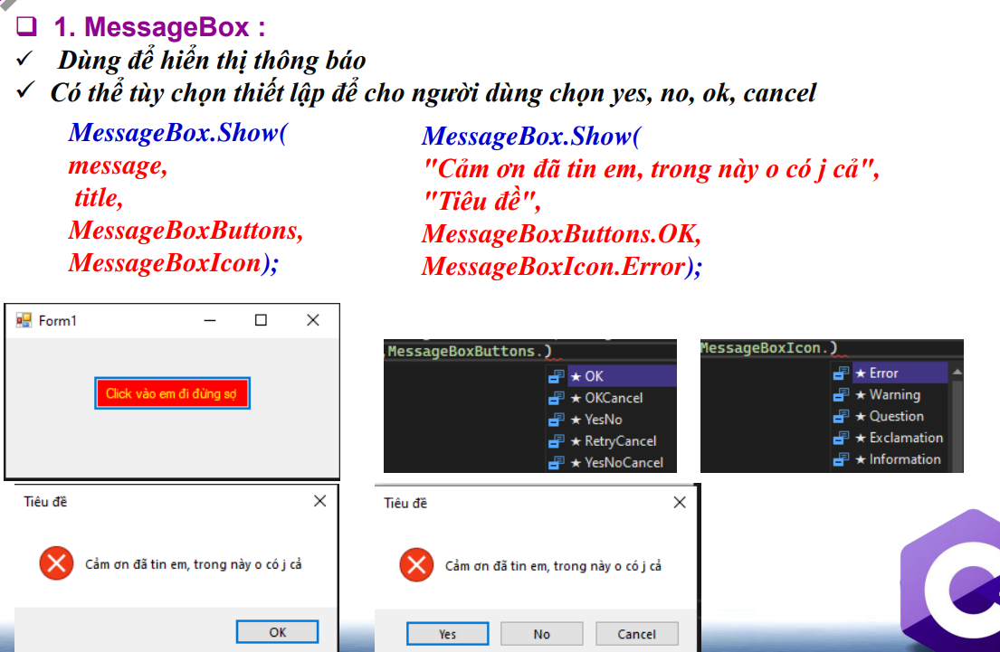 1. MessageBox :
Dùng để hiển thị thông báo
Có thể tùy chọn thiết lập để cho người dùng chọn yes, no, ok, cancel
MessageBox.Show(
message,
title,
MessageBoxButtons,
MessageBoxIcon);
MessageBox.Show(
"Cảm ơn đã tin em, trong này o có j cả",
"Tiêu đề",
MessageBoxButtons.OK,
MessageBoxIcon.Error);
Form1
Click vào em đi đừng sợ
,MessageBoxButtons.)
OK
OKCancel
YesNo
RetryCancel
YesNoCancel
MessageBoxIcon.)
Error
Warning
Question
Exclamation
Information
Tiêu đề
Cảm ơn đã tin em, trong này o có j cả
OK
Tiêu đề
Cảm ơn đã tin em, trong này o có j cả
Yes No Cancel